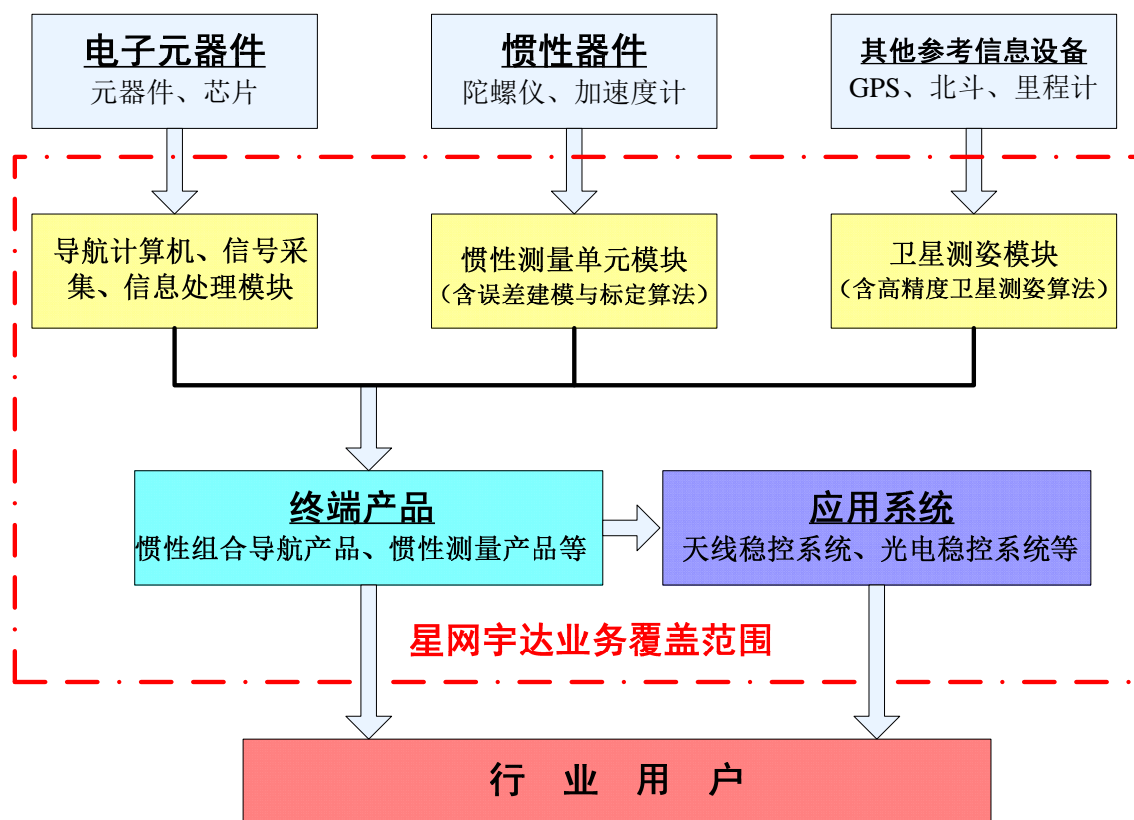 电子元器件
元器件、芯片
惯性器件
陀螺仪、加速度计
其他参考信息设备
GPS、北斗、里程计
导航计算机、信号采
集、信息处理模块
惯性测量单元模块
（含误差建模与标定算法）
卫星测姿模块
（含高精度卫星测姿算法）
终端产品
惯性组合导航产品、惯性测量产品等
应用系统
天线稳控系统、光电稳控系统等
星网宇达业务覆盖范围
行 业 用 户